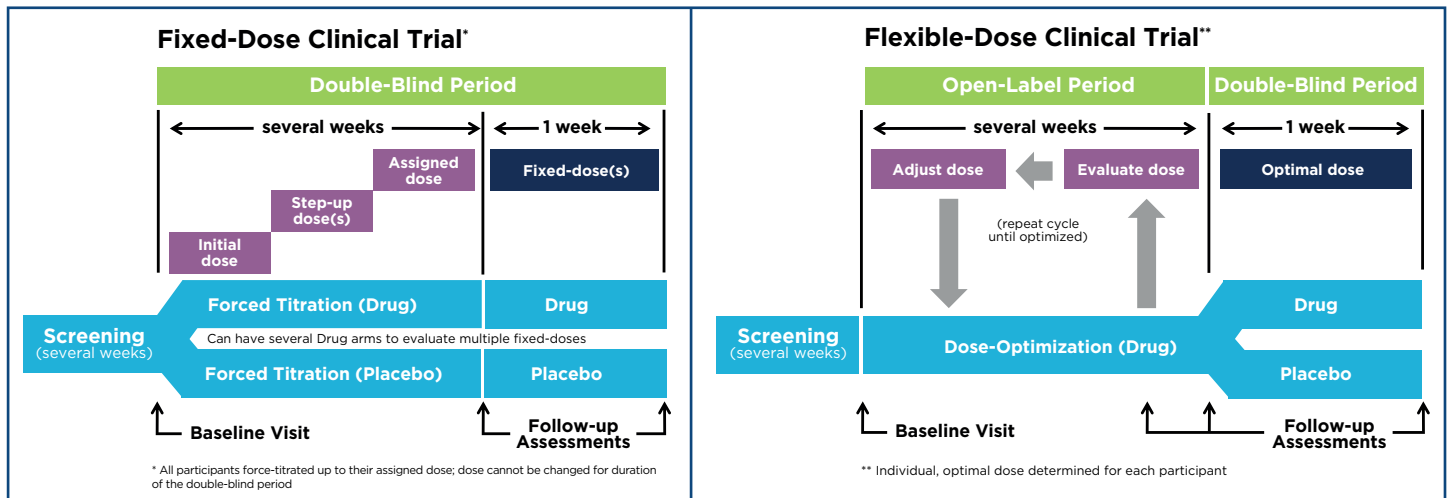 Fixed-Dose Clinical Trial*
Double-Blind Period
several weeks
1 week
Assigned
dose
Fixed-dose(s)
Step-up
dose(s)
Initial
dose
Forced Titration (Drug)
Drug
Screening
(several weeks)
Can have several Drug arms to evaluate multiple fixed-doses
Forced Titration (Placebo)
Placebo
Baseline Visit
Follow-up
Assessments
* All participants force-titrated up to their assigned dose; dose cannot be changed for duration
of the double-blind period
Flexible-Dose Clinical Trial**
Open-Label Period
Double-Blind Period
several weeks
1 week
Adjust dose
Evaluate dose
Optimal dose
(repeat cycle
until optimized)
Drug
Screening
(several weeks)
Dose-Optimization (Drug)
Placebo
Baseline Visit
Follow-up
Assessments
** Individual, optimal dose determined for each participant